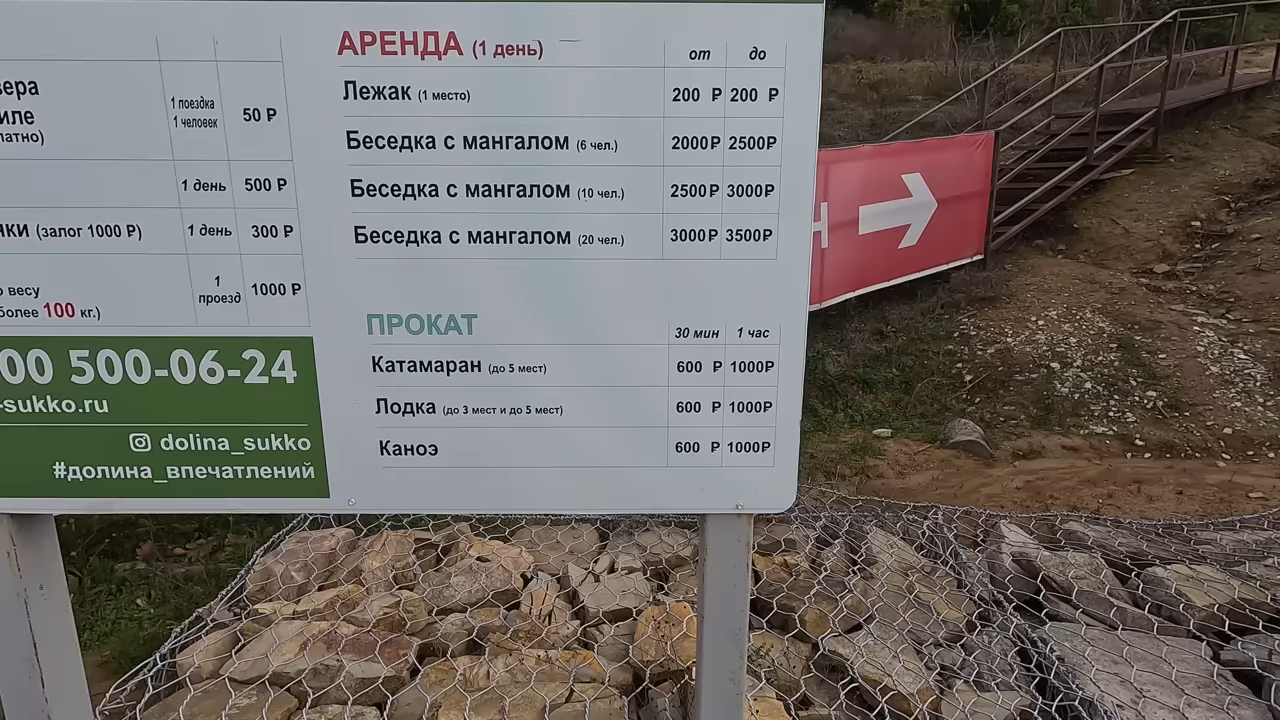 вера
1 поездка
1 человек
50 ₽
иле
латно)
1 день 500 ₽
(залог 1000 Р) 1 день 300 ₽
1 проезд 1000 ₽
весу
более 100 кг.)
00 500-06-24
-sukko.ru
dolina_sukko
#долина_впечатлений
АРЕНДА (1 день) от до
Лежак (1 место) 200 ₽ 200 ₽
Беседка с мангалом (6 чел.) 2000₽ 2500₽
Беседка с мангалом (10 чел.) 2500₽ 3000₽
Беседка с мангалом (20 чел.) 3000₽ 3500₽
ПРОКАТ 30 мин 1 час
Катамаран (до 5 мест) 600 ₽ 1000₽
Лодка (до 3 мест и до 5 мест) 600 ₽ 1000₽
Каноэ 600 ₽ 1000₽